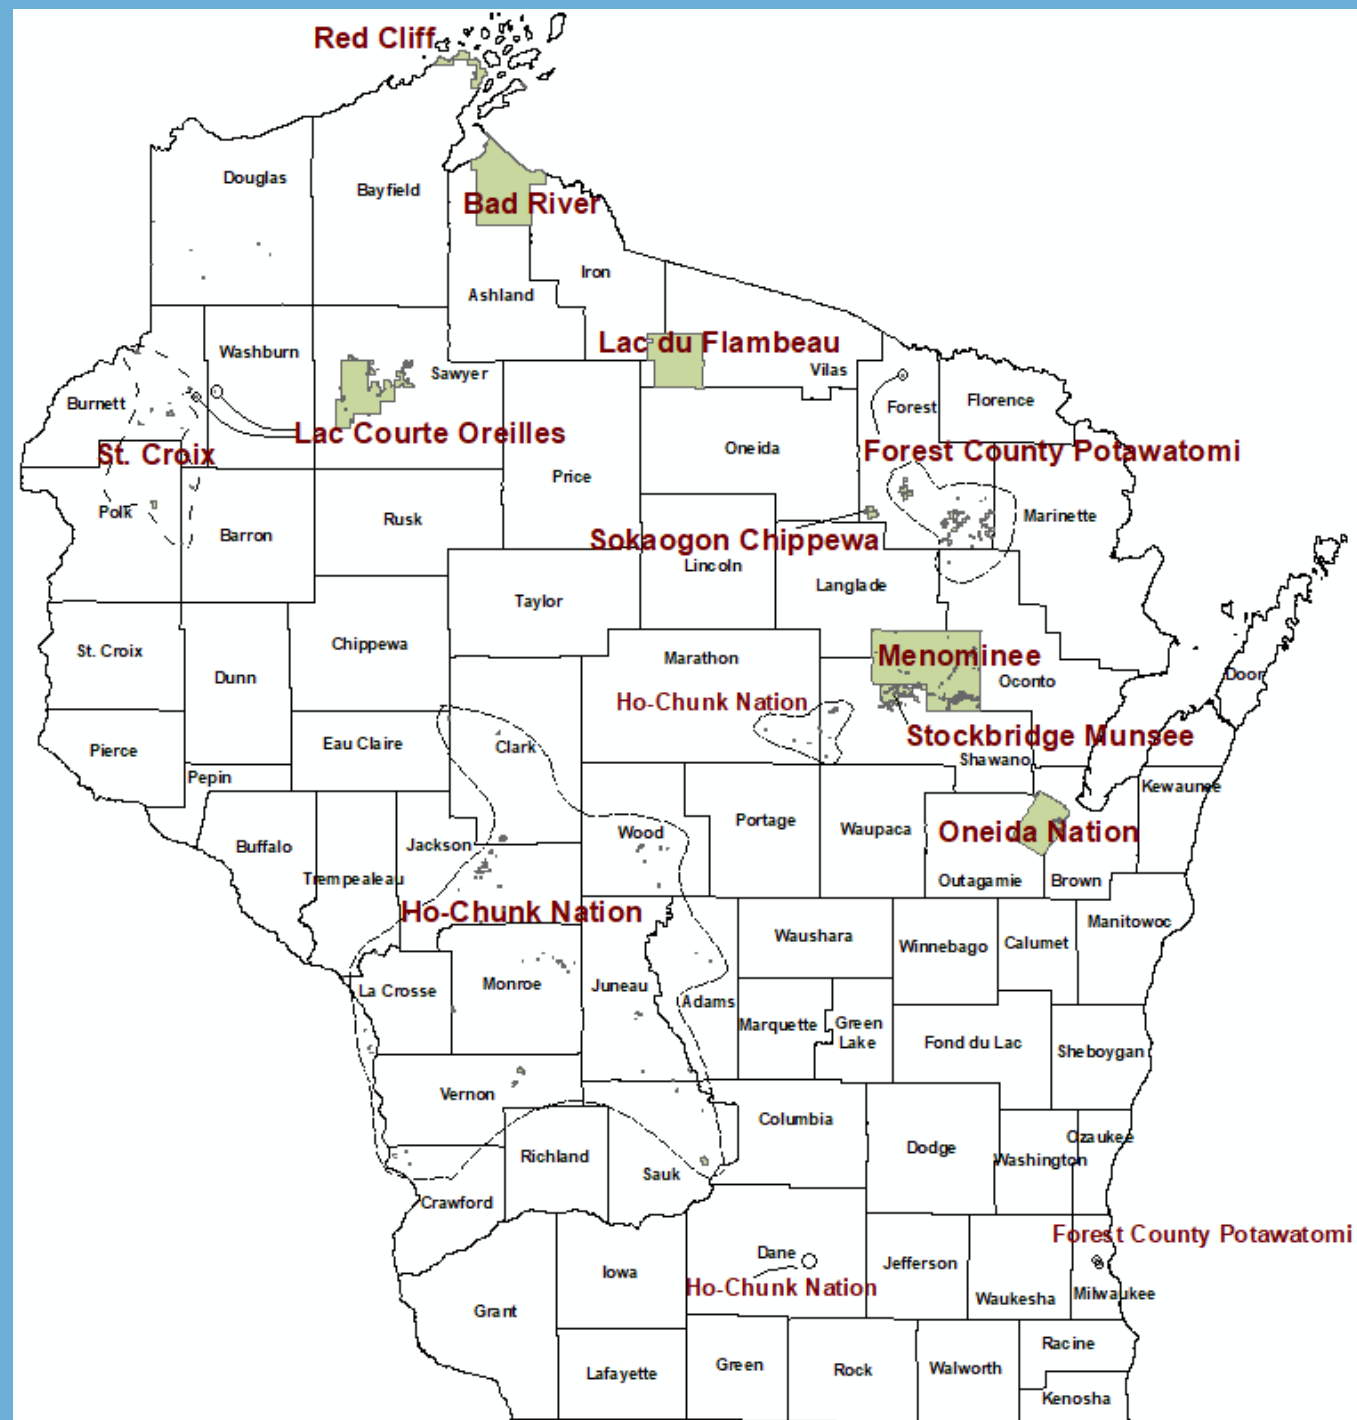 Red Cliff
Douglas
Bayfield
Bad River
Iron
Ashland
Washburn
Lac du Flambeau
Vilas
Sawyer
Burnett
Forest
Florence
Lac Courte Oreilles
St. Croix
Oneida
Forest County Potawatomi
Price
Polk
Rusk
Barron
Marinette
Sokaogon Chippewa
Lincoln
Langlade
Taylor
St. Croix
Chippewa
Marathon
Menominee
Dunn
Oconto
Door
Ho-Chunk Nation
Pierce
Eau Claire
Clark
Stockbridge Munsee
Shawano
Pepin
Kewaunee
Portage
Waupaca
Oneida Nation
Wood
Buffalo
Jackson
Trempealeau
Outagamie
Brown
Ho-Chunk Nation
Manitowoc
Waushara
Winnebago
Calumet
La Crosse
Monroe
Juneau
Adams
Marquette
Green
Lake
Fond du Lac
Sheboygan
Vernon
Columbia
Ozaukee
Dodge
Washington
Richland
Sauk
Crawford
Forest County Potawatomi
Dane
Iowa
Jefferson
Ho-Chunk Nation
Waukesha
Milwaukee
Grant
Racine
Green
Rock
Walworth
Lafayette
Kenosha